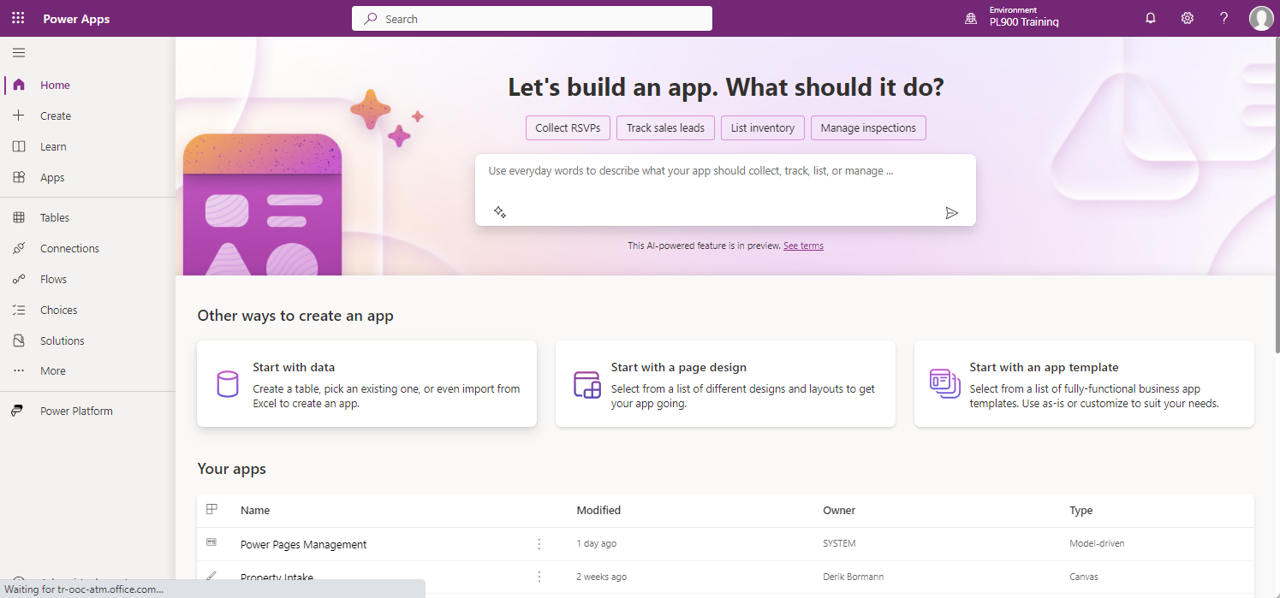 Power Apps
Search
Environment
PL900 Training
?
Home
Create
Learn
Apps
Tables
Connections
Flows
Choices
Solutions
More
Power Platform
Let's build an app. What should it do?
Collect RSVPs
Track sales leads
List inventory
Manage inspections
Use everyday words to describe what your app should collect, track, list, or manage ...
This AI-powered feature is in preview. See terms
Other ways to create an app
Start with data
Create a table, pick an existing one, or even import from
Excel to create an app.
Start with a page design
Select from a list of different designs and layouts to get
your app going.
Start with an app template
Select from a list of fully-functional business app
templates. Use as-is or customize to suit your needs.
Your apps
Name Modified Owner Type
Power Pages Management 1 day ago SYSTEM Model-driven
Property Intake 2 weeks ago Derik Bormann Canvas
Waiting for tr-ooc-atm.office.com...